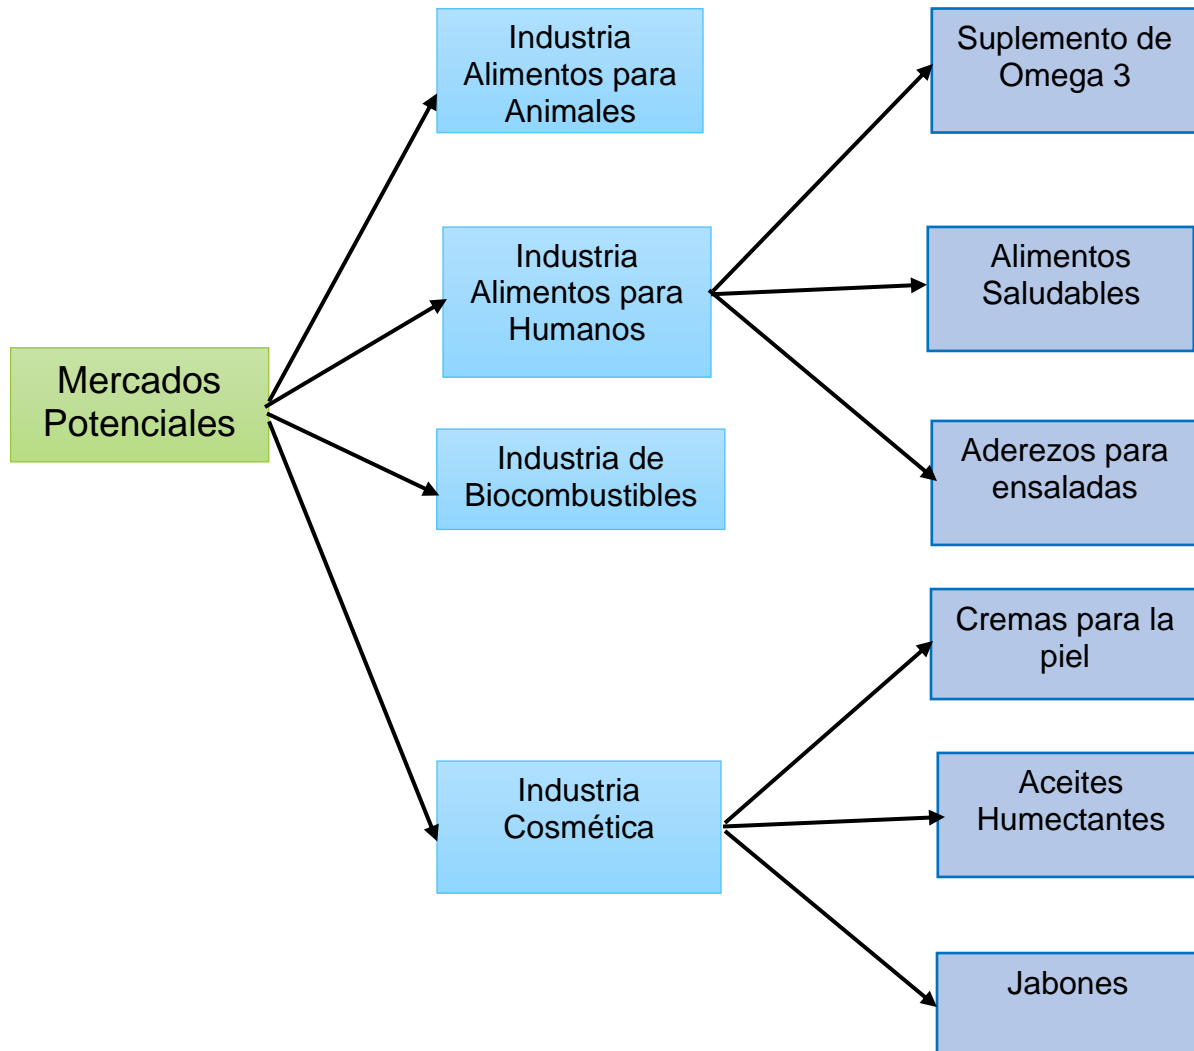 Mercados
Potenciales
Industria
Alimentos para
Animales
Industria
Alimentos para
Humanos
Industria de
Biocombustibles
Industria
Cosmética
Suplemento de
Omega 3
Alimentos
Saludables
Aderezos para
ensaladas
Cremas para la
piel
Aceites
Humectantes
Jabones